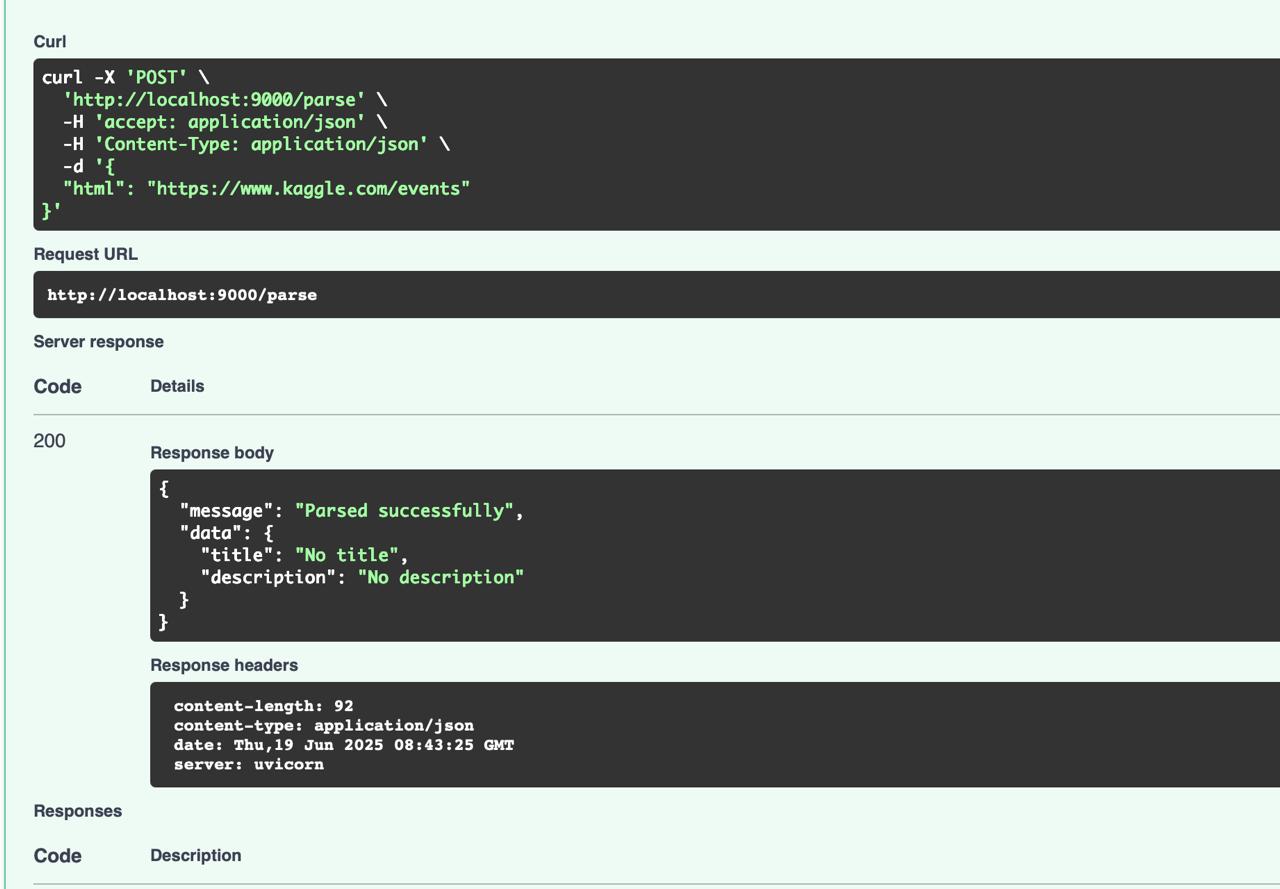 Curl
curl -X 'POST' \
  'http://localhost:9000/parse' \
  -H 'accept: application/json' \
  -H 'Content-Type: application/json' \
  -d '{
  "html": "https://www.kaggle.com/events"
}'
Request URL
http://localhost:9000/parse
Server response
Code Details
200
Response body
{
  "message": "Parsed successfully",
  "data": {
    "title": "No title",
    "description": "No description"
  }
}
Response headers
content-length: 92
content-type: application/json
date: Thu,19 Jun 2025 08:43:25 GMT
server: uvicorn
Responses
Code Description